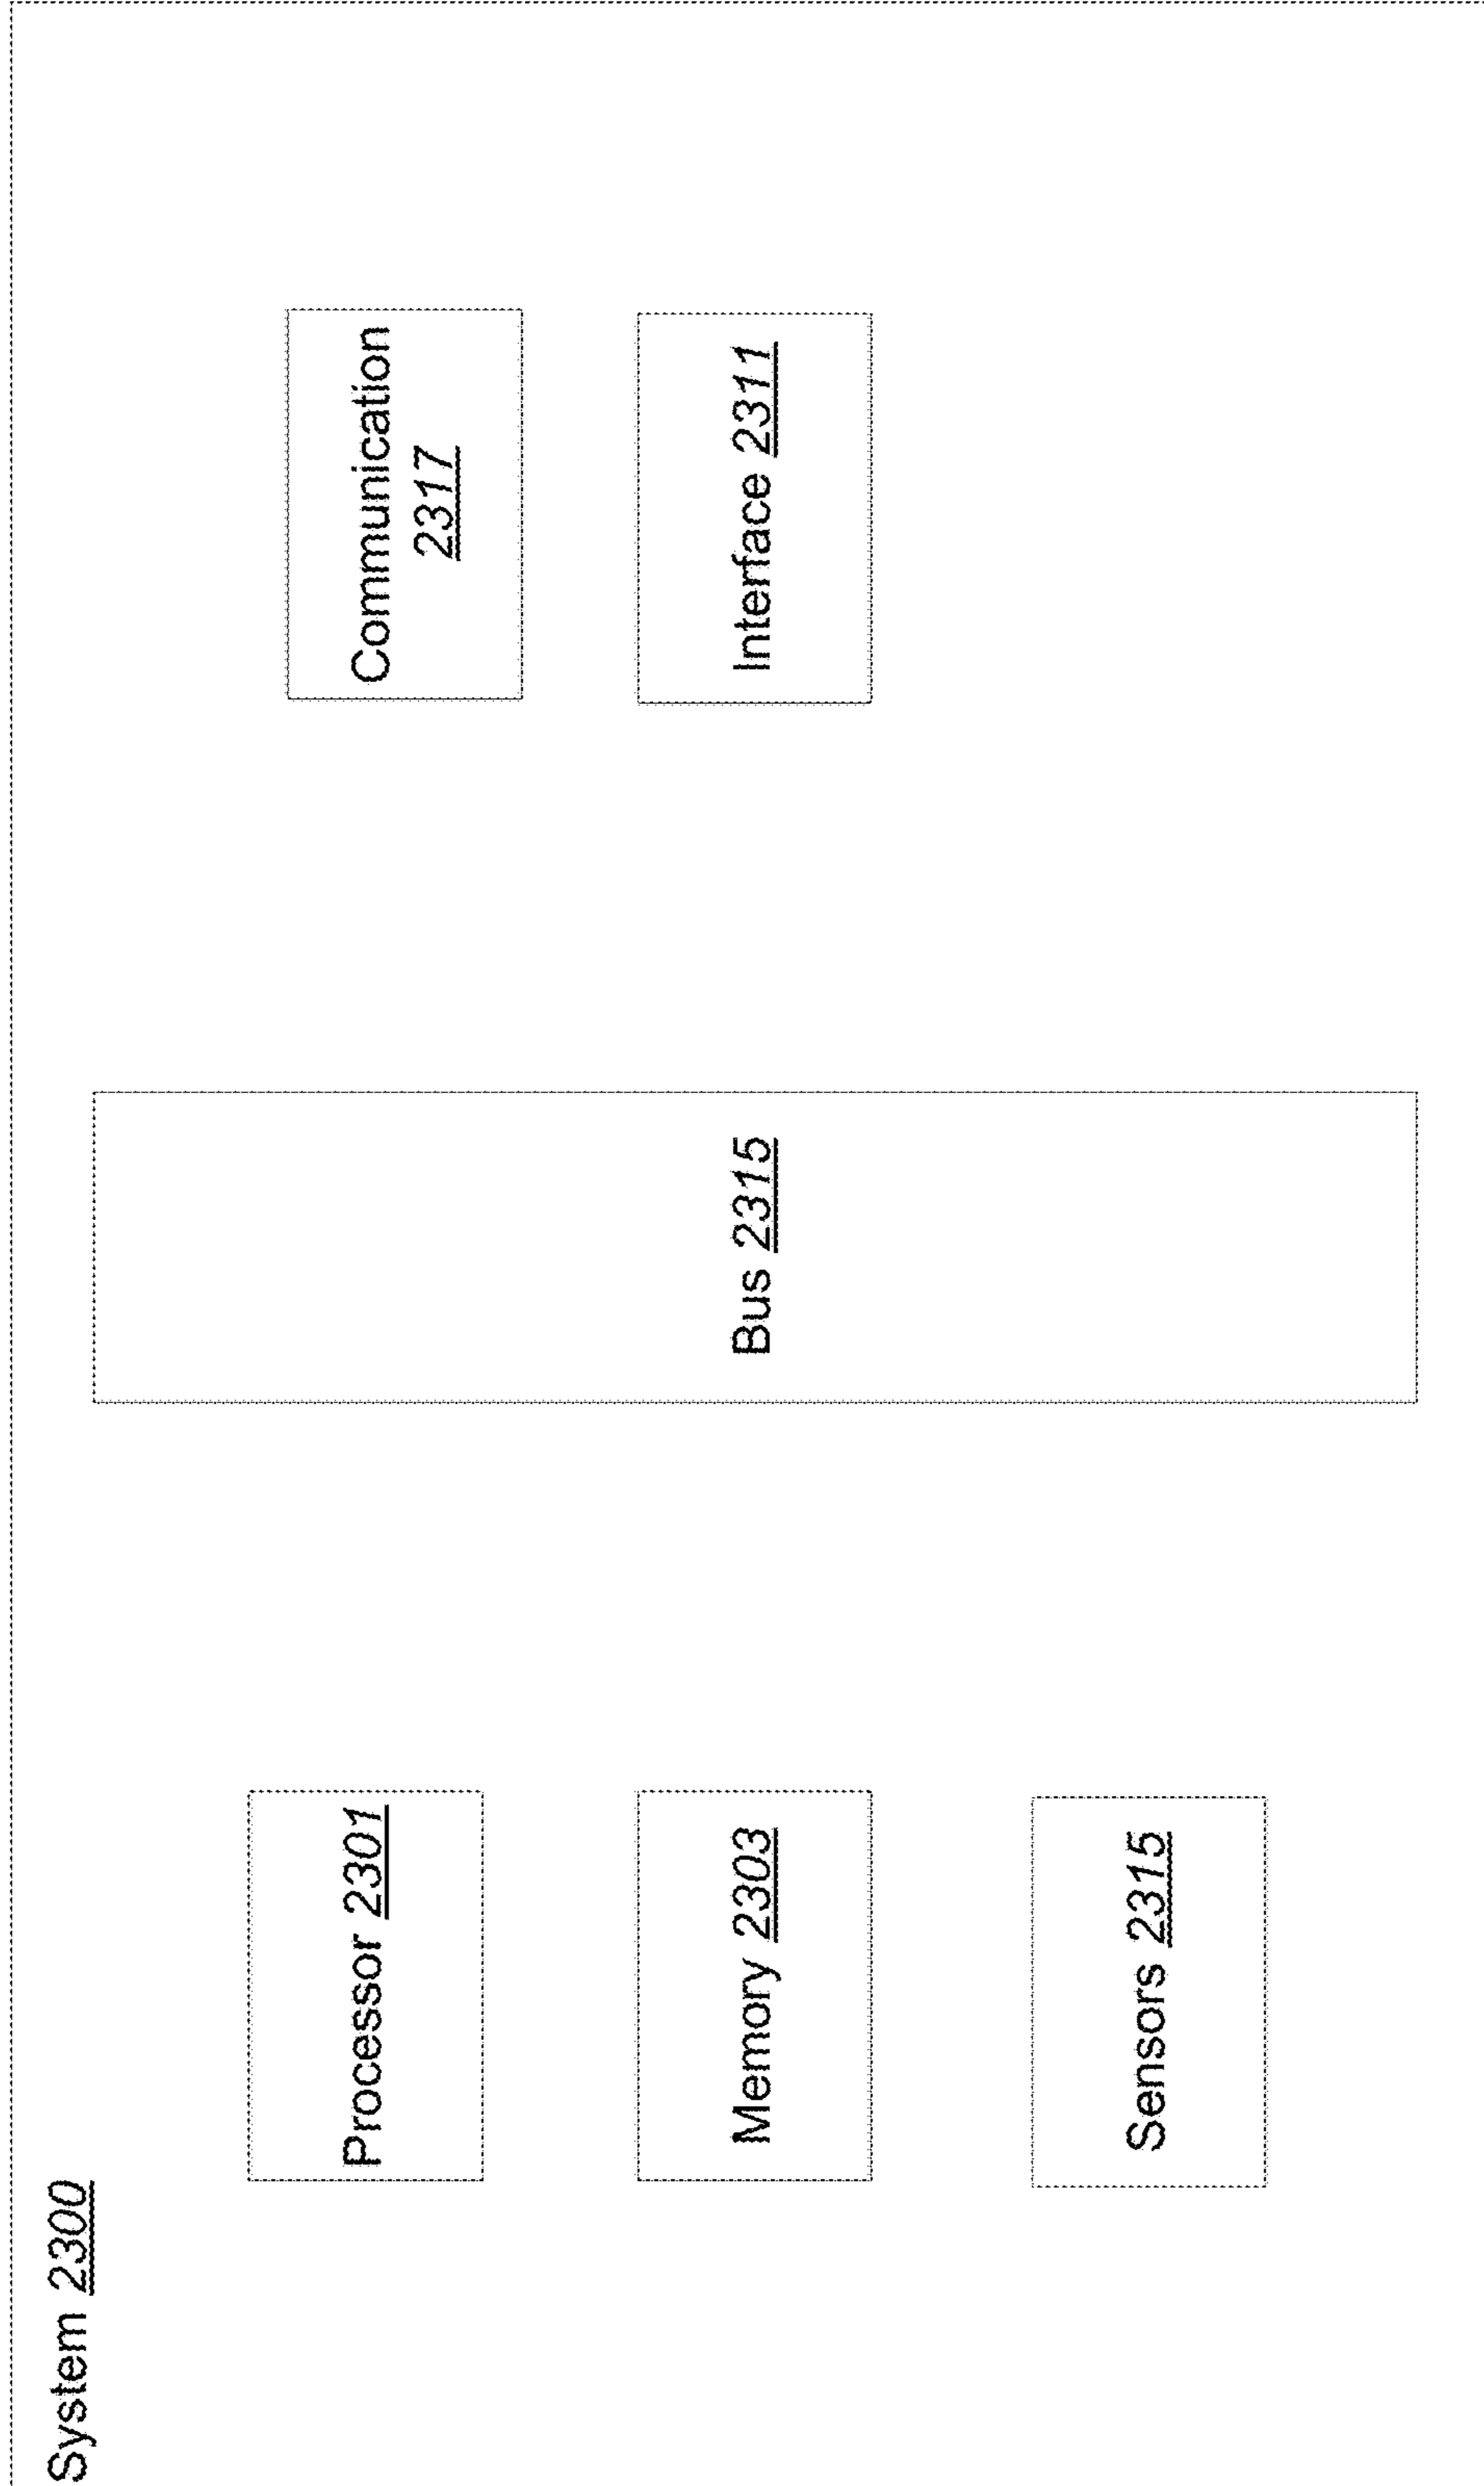 System 2300
Processor 2301
Memory 2303
Sensors 2315
Bus 2315
Communication
2317
Interface 2311